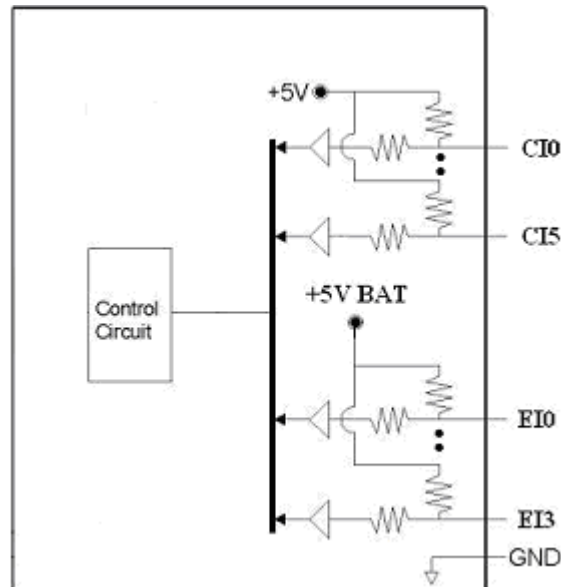 +5V
CI0
CI5
+5V BAT
Control
Circuit
EI0
EI3
GND